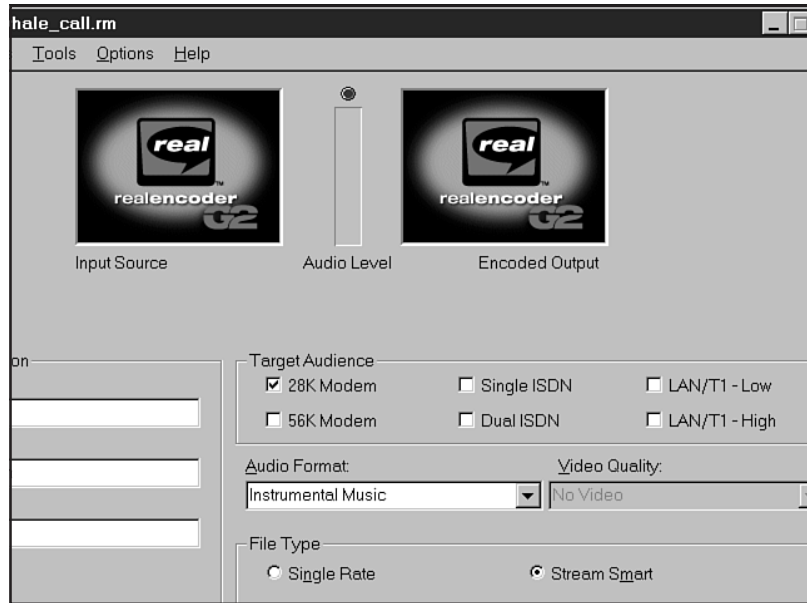 hale_call.rm
Tools Options Help
real
realencoder
G2
real
realencoder
G2
Input Source
Audio Level
Encoded Output
on
Target Audience
28K Modem
Single ISDN
LAN/T1 - Low
56K Modem
Dual ISDN
LAN/T1 - High
Audio Format:
Video Quality:
Instrumental Music
No Video
File Type
Single Rate
Stream Smart